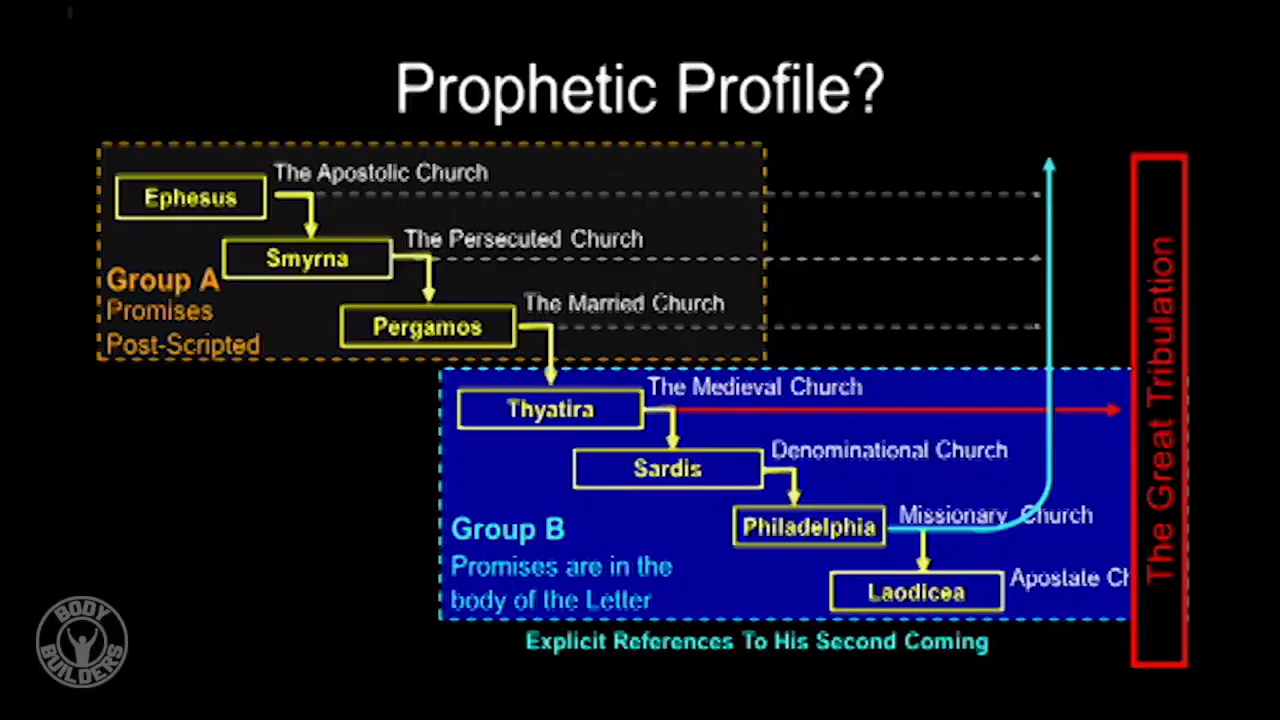 Prophetic Profile?
The Apostolic Church
Ephesus
The Persecuted Church
Smyrna
Group A
Promises
Post-Scripted
The Married Church
Pergamos
The Medieval Church
Thyatira
Denominational Church
Sardis
Missionary Church
Philadelphia
Group B
Promises are in the
body of the Letter
Apostate Ch
Laodicea
Explicit References To His Second Coming
The Great Tribulation
BODY
BUILDERS